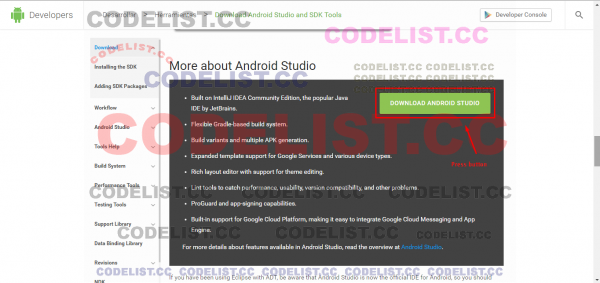 Developers
Desarrollar > Herramientas > Download Android Studio and SDK Tools
Developer Console
CODELIST.CC
CODELIST.CC
Download
Installing the SDK
Adding SDK Packages
Workflow
Android Studio
Tools Help
Build System
Performance Tools
Testing Tools
Support Library
Data Binding Library
Revisions
NDK
CODELIST.CC
CODELIST.CC
More about Android Studio
CODELIST.CC CODELIST.CC
CODELIST.CC CODELIST.CC
• Built on IntelliJ IDEA Community Edition, the popular Java
IDE by JetBrains.
• Flexible Gradle-based build system.
• Build variants and multiple APK generation.
• Expanded template support for Google Services and various device types.
• Rich layout editor with support for theme editing.
• Lint tools to catch performance, usability, version compatibility, and other problems.
• ProGuard and app-signing capabilities.
• Built-in support for Google Cloud Platform, making it easy to integrate Google Cloud Messaging and App
Engine.
For more details about features available in Android Studio, read the overview at Android Studio.
DOWNLOAD ANDROID STUDIO
CODELIST.CC
CODELIST.CC
CODELIST.CC
CODELIST.CC
CODELIST.CC
CODELIST.CC
CODELIST.CC
CODELIST.CC
If you have been using Eclipse with ADT, be aware that Android Studio is now the official IDE for Android, so you should